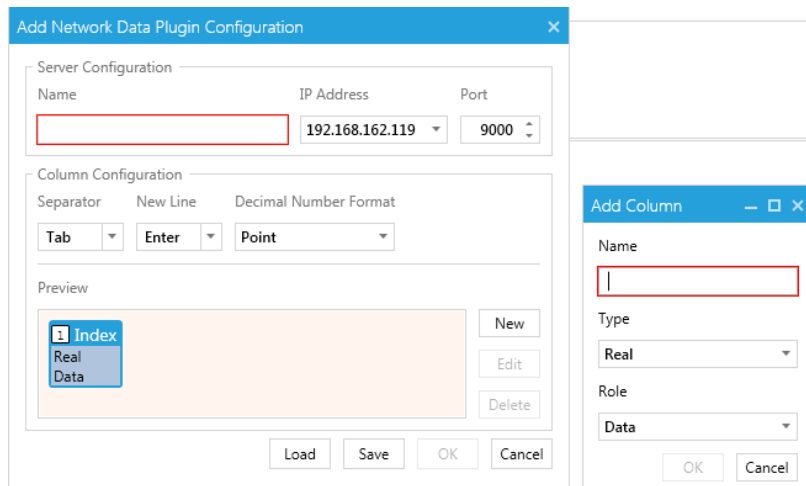 Add Network Data Plugin Configuration
Server Configuration
Name IP Address Port
192.168.162.119 9000
Column Configuration
Separator New Line Decimal Number Format
Tab Enter Point
Preview
1 Index
Real
Data
New
Edit
Delete
Load Save OK Cancel
Add Column
Name
Type
Real
Role
Data
OK Cancel